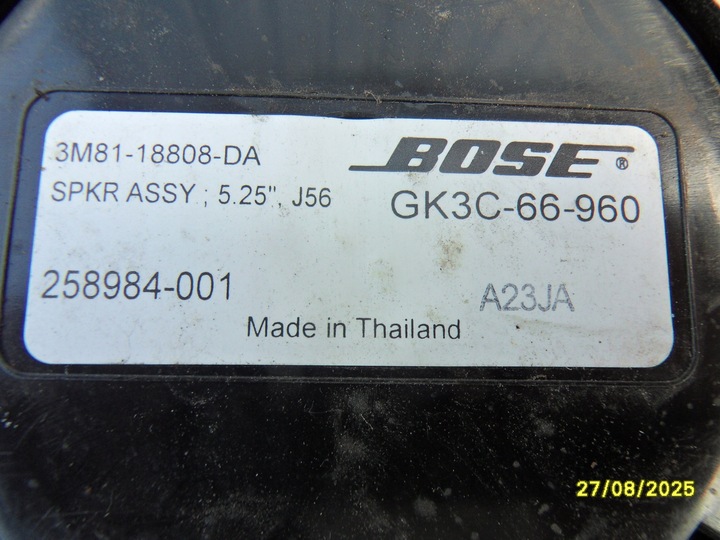 3M81-18808-DA
BOSE®
SPKR ASSY ; 5.25", J56
GK3C-66-960
258984-001
A23JA
Made in Thailand
27/08/2025